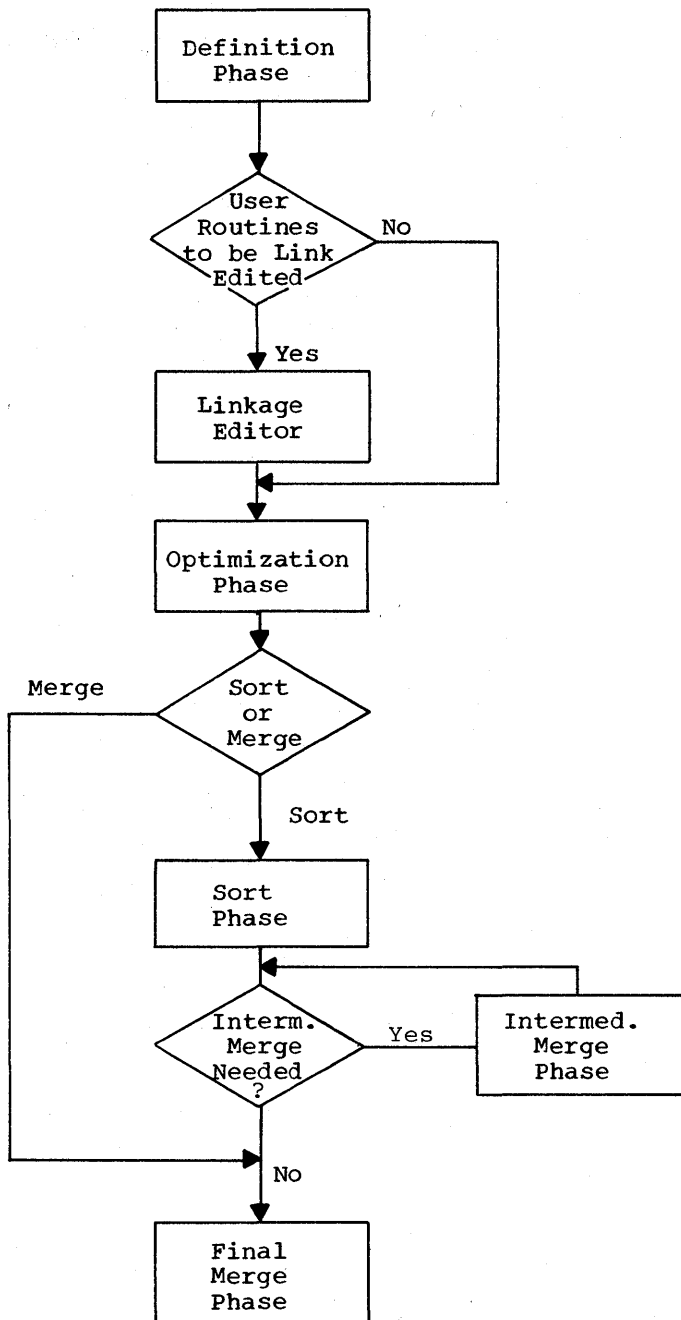 Definition
Phase
User
Routines
to be Link
Edited
No
Yes
Linkage
Editor
Optimization
Phase
Merge
Sort
or
Merge
Sort
Sort
Phase
Interm.
Merge
Needed
?
Yes
Intermed.
Merge
Phase
No
Final
Merge
Phase